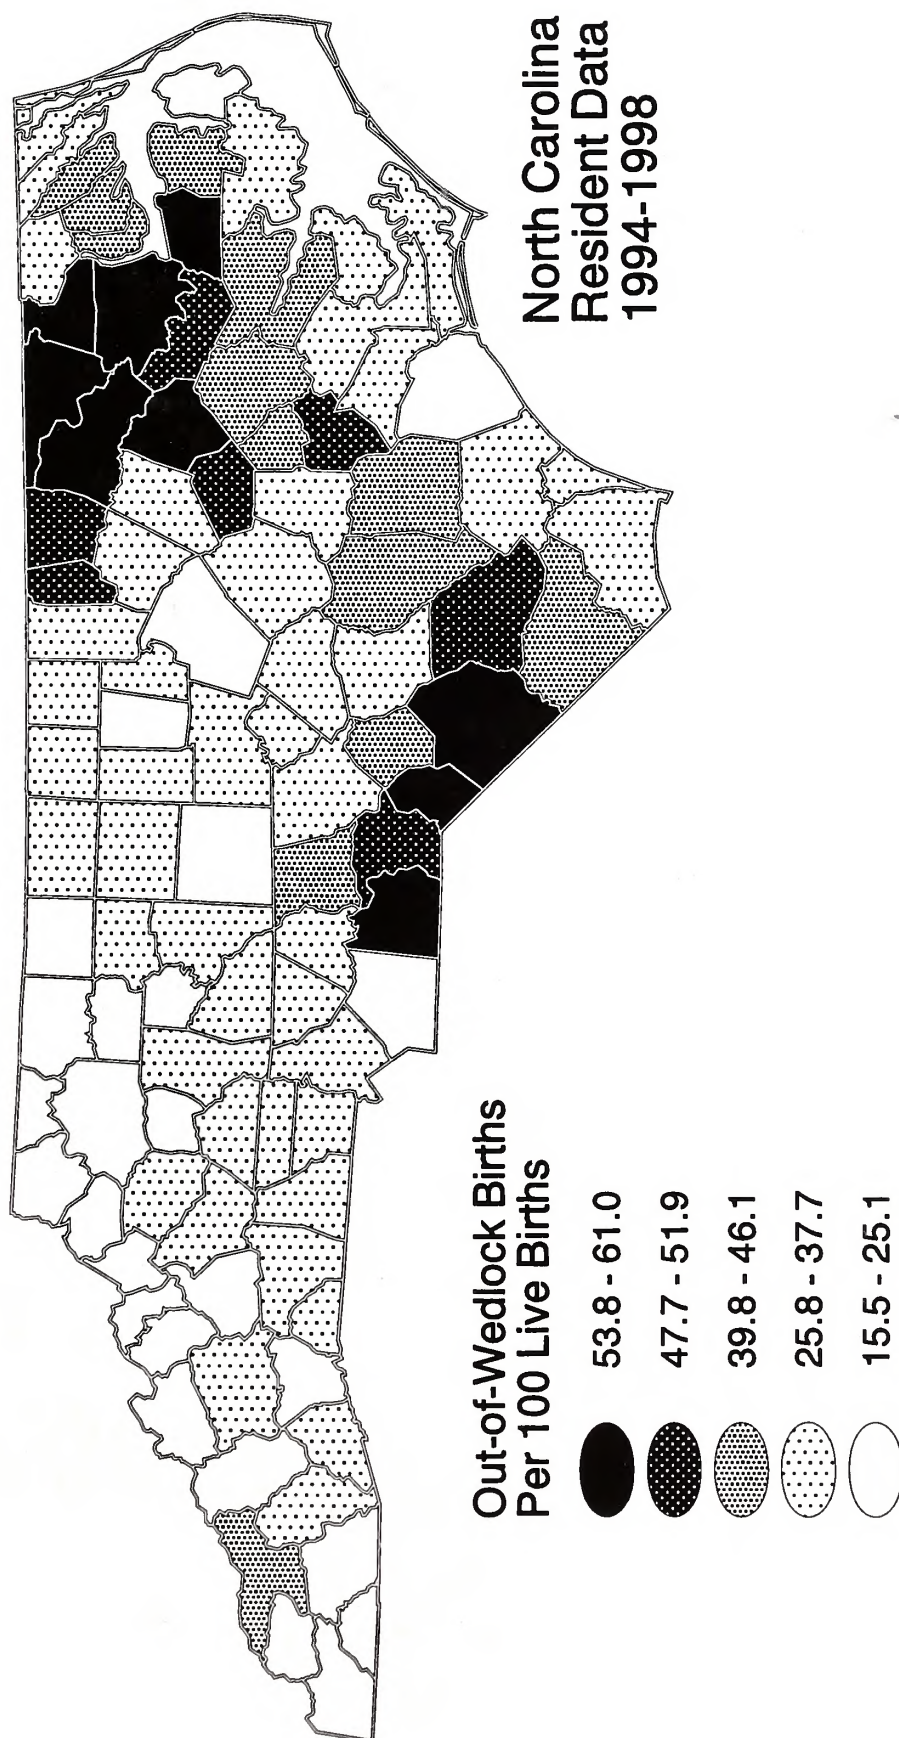 North Carolina
Resident Data
1994-1998
Out-of-Wedlock Births
Per 100 Live Births
53.8 - 61.0
47.7 - 51.9
39.8 - 46.1
25.8 - 37.7
15.5 - 25.1